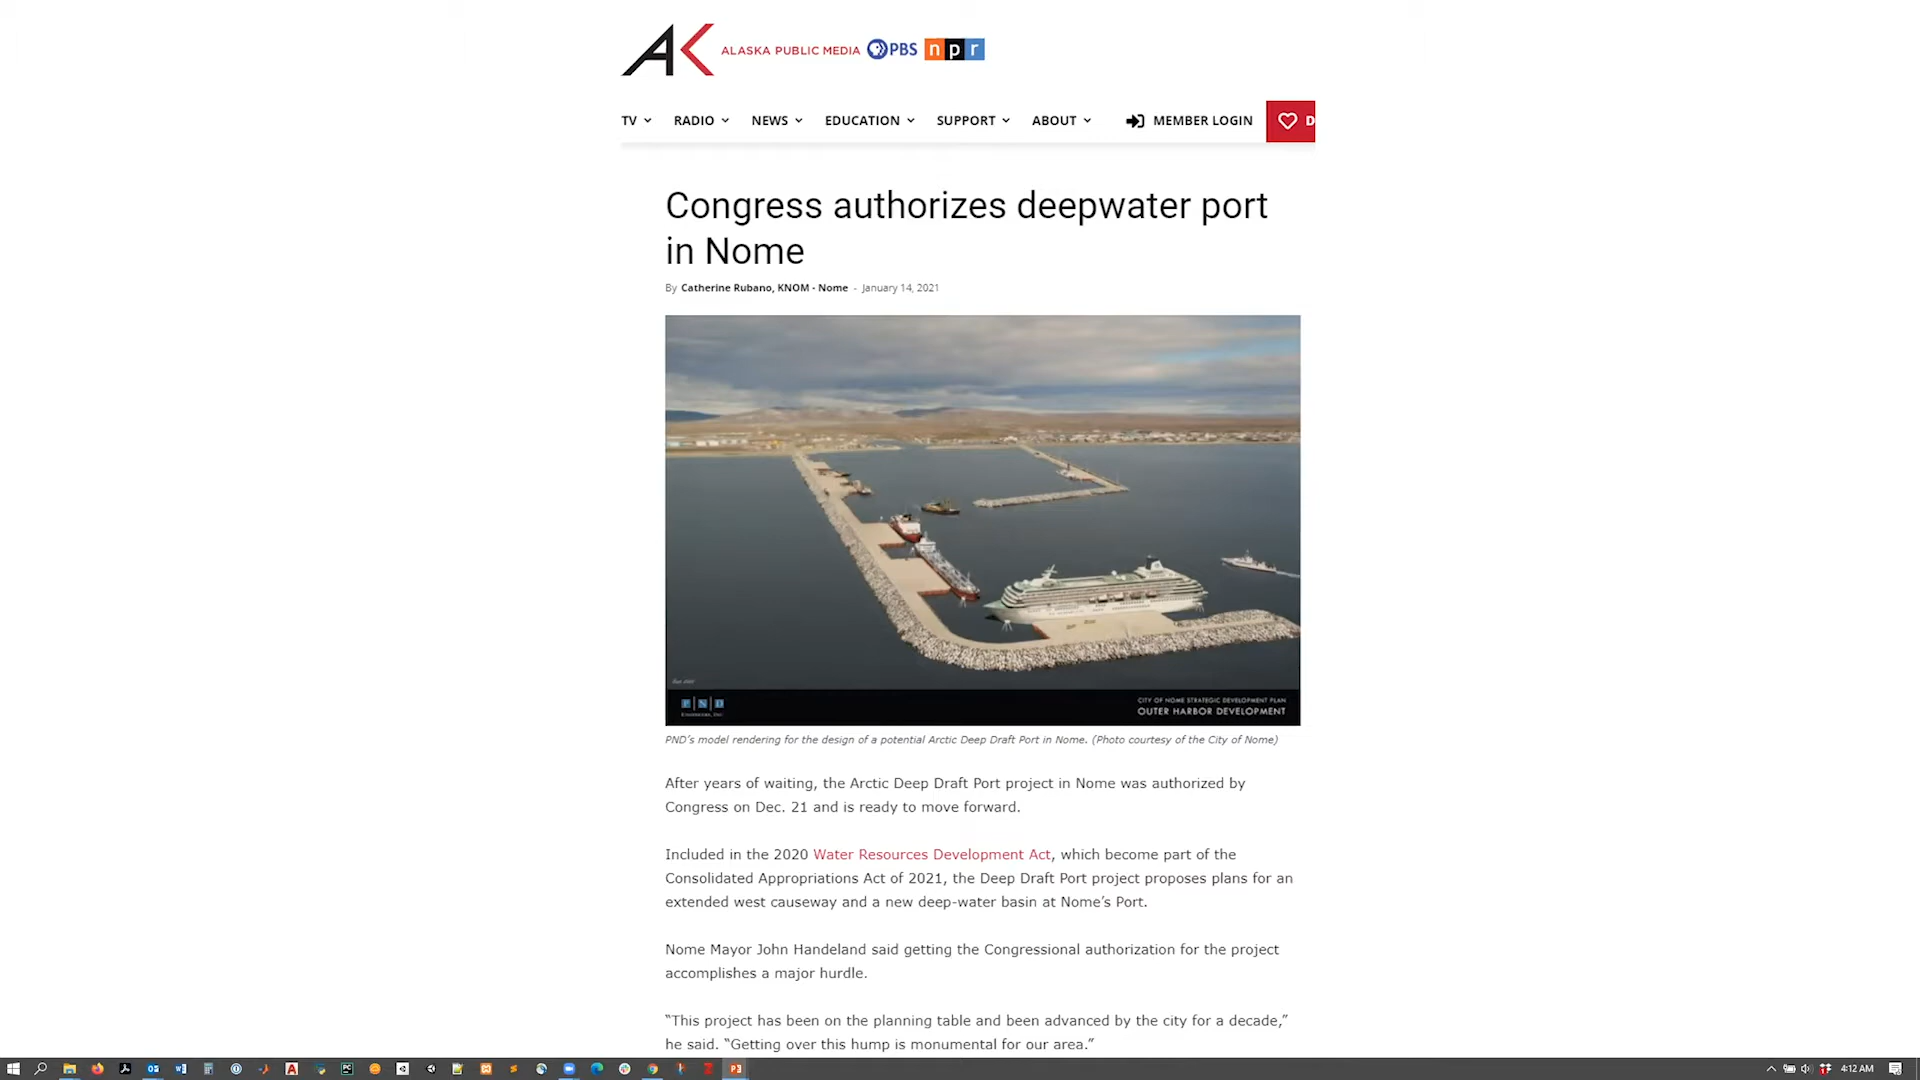 ALASKA PUBLIC MEDIA PBS npr
TV RADIO NEWS EDUCATION SUPPORT ABOUT MEMBER LOGIN D
Congress authorizes deepwater port
in Nome
By Catherine Rubano, KNOM - Nome - January 14, 2021
P N D
CITY OF NOME STRATEGIC DEVELOPMENT PLAN
OUTER HARBOR DEVELOPMENT
PND’s model rendering for the design of a potential Arctic Deep Draft Port in Nome. (Photo courtesy of the City of Nome)
After years of waiting, the Arctic Deep Draft Port project in Nome was authorized by
Congress on Dec. 21 and is ready to move forward.
Included in the 2020 Water Resources Development Act, which become part of the
Consolidated Appropriations Act of 2021, the Deep Draft Port project proposes plans for an
extended west causeway and a new deep-water basin at Nome’s Port.
Nome Mayor John Handeland said getting the Congressional authorization for the project
accomplishes a major hurdle.
“This project has been on the planning table and been advanced by the city for a decade,”
he said. “Getting over this hump is monumental for our area.”
4:12 AM